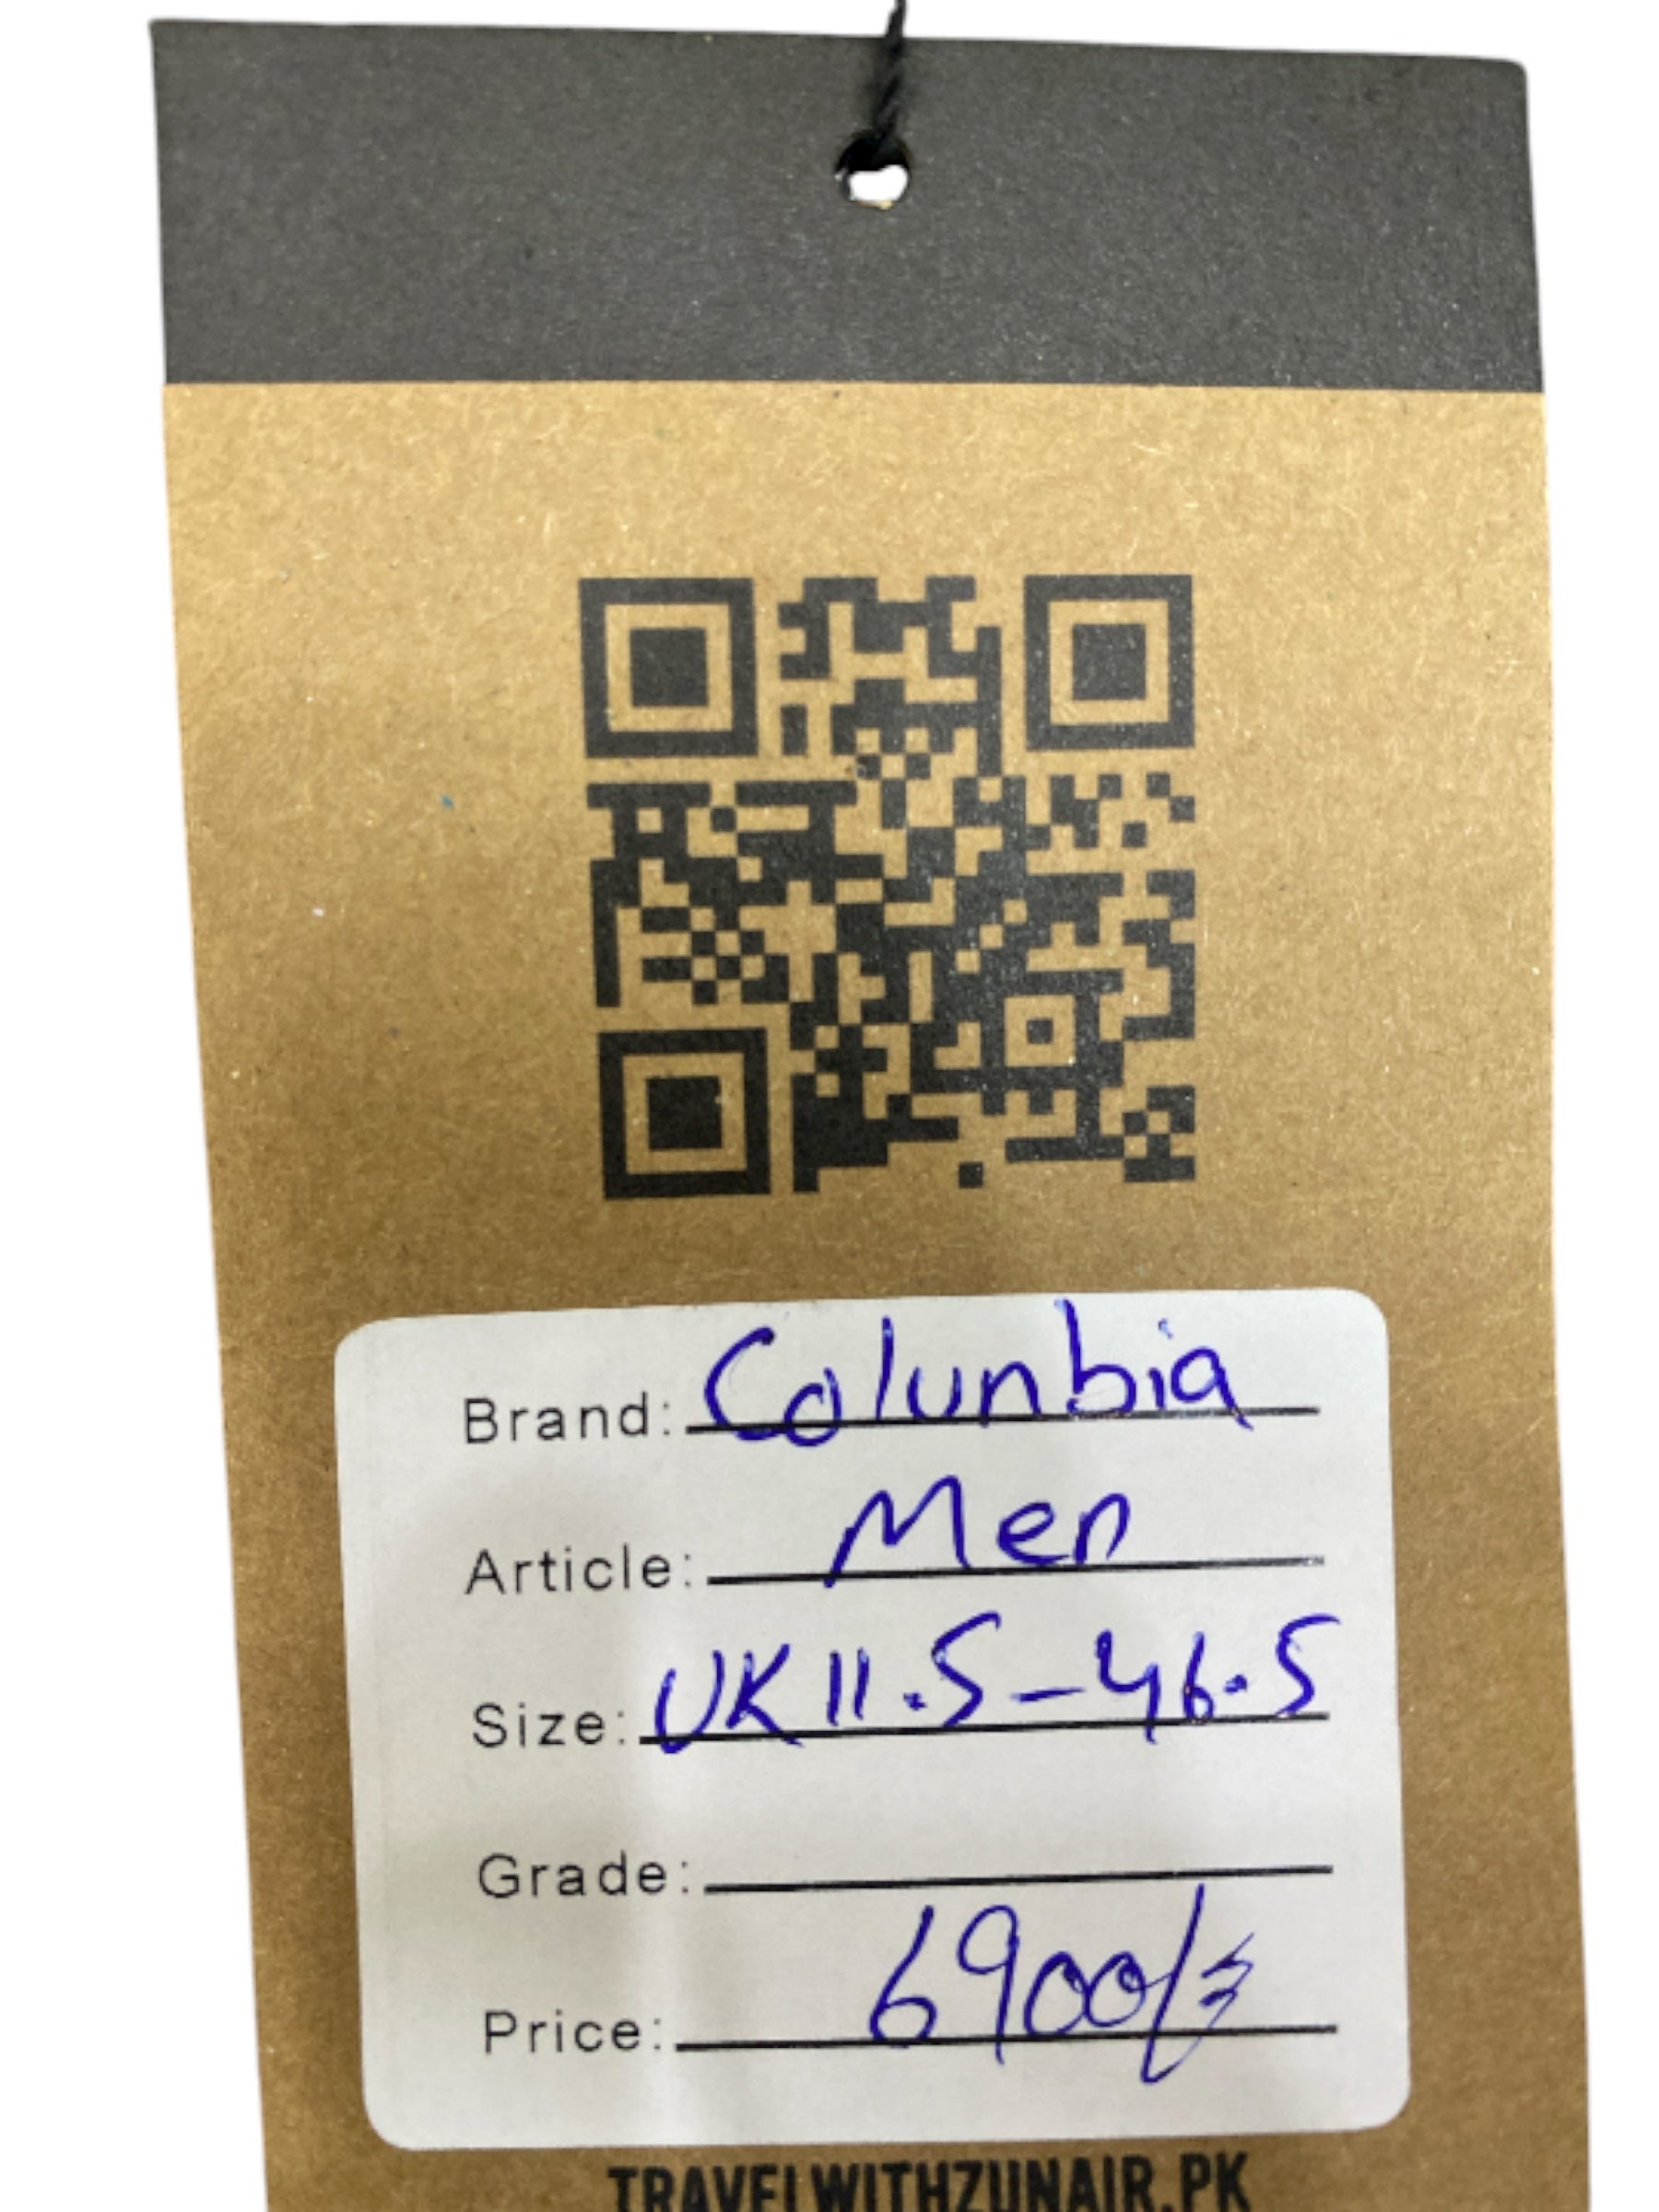 Brand: Colunbia
Article: Men
Size: UK 11.5-46.5
Grade:
Price: 6900/=
TRAVELWITHZUNAIR.PK